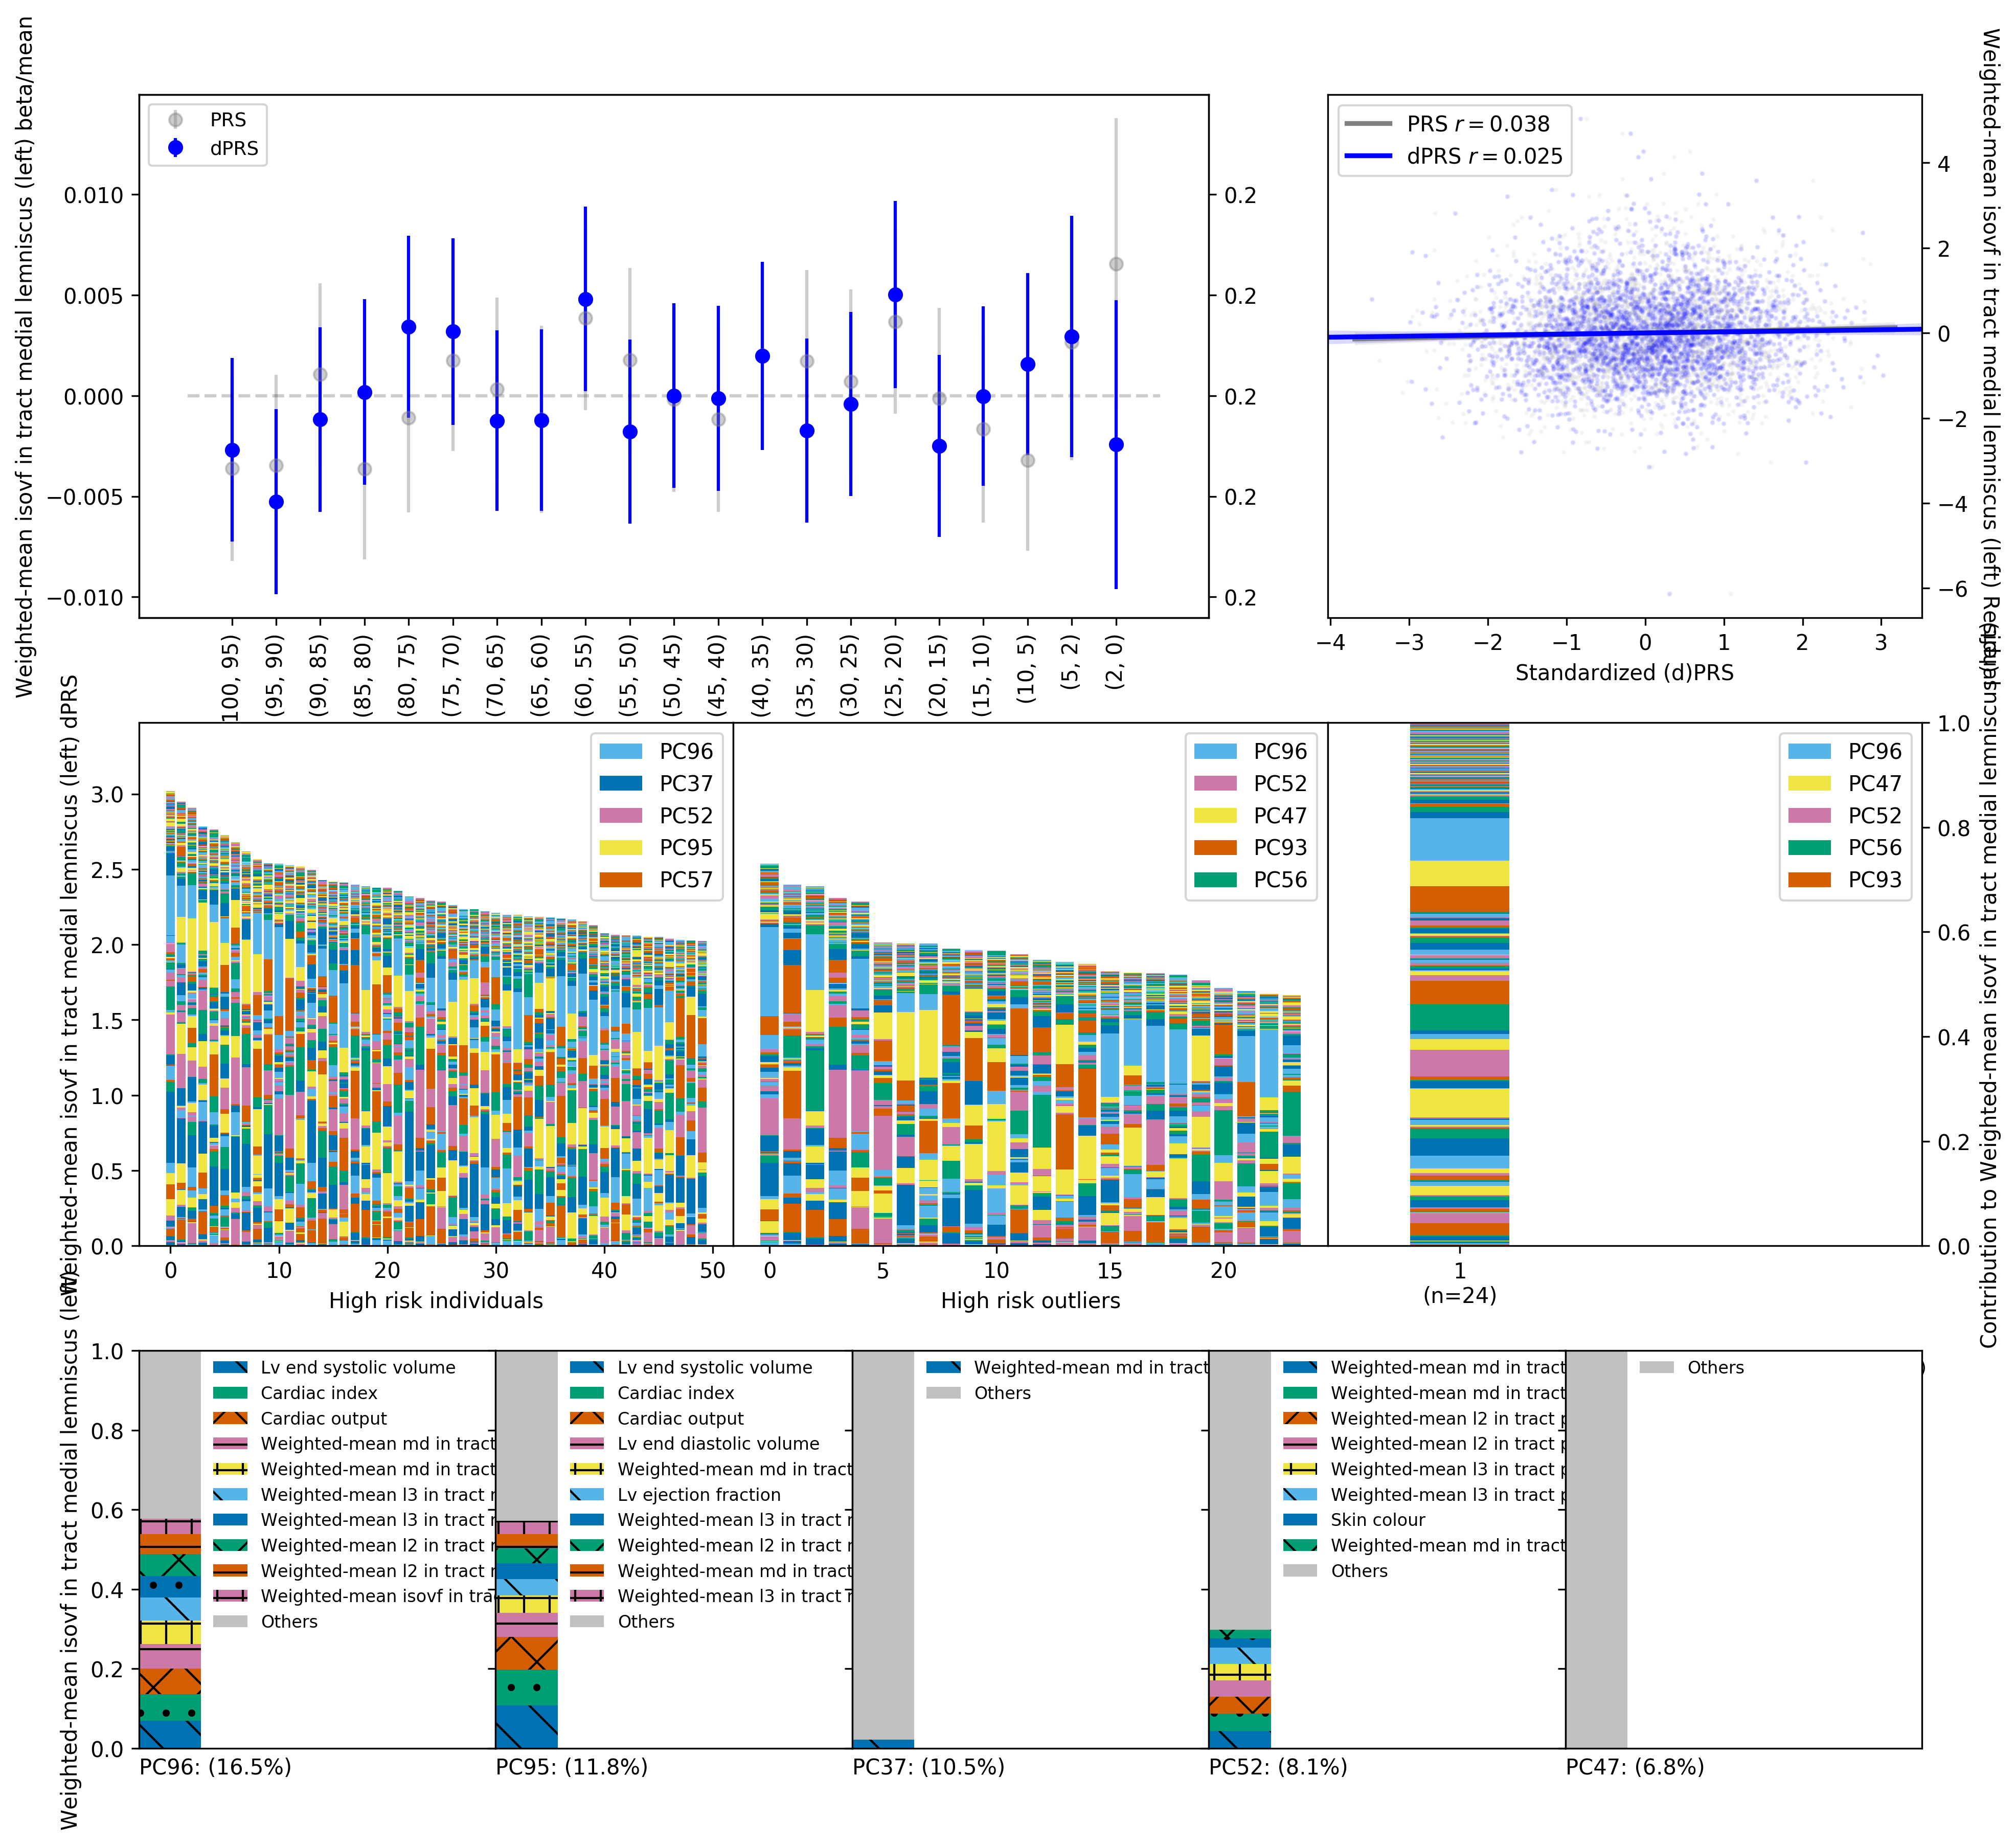 Weighted-mean isovf in tract medial lemniscus (left) beta/mean
PRS
dPRS
0.010
0.005
0.000
−0.005
−0.010
0.2
0.2
0.2
0.2
0.2
100, 95)
(95, 90)
(90, 85)
(85, 80)
(80, 75)
(75, 70)
(70, 65)
(65, 60)
(60, 55)
(55, 50)
(50, 45)
(45, 40)
(40, 35)
(35, 30)
(30, 25)
(25, 20)
(20, 15)
(15, 10)
(10, 5)
(5, 2)
(2, 0)
PRS r = 0.038
dPRS r = 0.025
4
2
0
−2
−4
−6
−4
−3
−2
−1
0
1
2
3
Standardized (d)PRS
Weighted-mean isovf in tract medial lemniscus (left)
Weighted-mean isovf in tract medial lemniscus (left) dPRS
3.0
2.5
2.0
1.5
1.0
0.5
0.0
PC96
PC37
PC52
PC95
PC57
0
10
20
30
40
50
High risk individuals
PC96
PC52
PC47
PC93
PC56
0
5
10
15
20
High risk outliers
PC96
PC47
PC52
PC56
PC93
1
(n=24)
1.0
0.8
0.6
0.4
0.2
0.0
Contribution to Weighted-mean isovf in tract medial lemniscus
Weighted-mean isovf in tract medial lemniscus (left)
1.0
0.8
0.6
0.4
0.2
0.0
Lv end systolic volume
Cardiac index
Cardiac output
Weighted-mean md in tract
Weighted-mean md in tract
Weighted-mean l3 in tract
Weighted-mean l3 in tract
Weighted-mean l2 in tract
Weighted-mean l2 in tract
Weighted-mean isovf in tra
Others
PC96: (16.5%)
Lv end systolic volume
Cardiac index
Cardiac output
Lv end diastolic volume
Weighted-mean md in tract
Lv ejection fraction
Weighted-mean l3 in tract
Weighted-mean l2 in tract
Weighted-mean md in tract
Weighted-mean l3 in tract
Others
PC95: (11.8%)
Weighted-mean md in tract
Others
PC37: (10.5%)
Weighted-mean md in tract
Weighted-mean md in tract
Weighted-mean l2 in tract
Weighted-mean l2 in tract
Weighted-mean l3 in tract
Weighted-mean l3 in tract
Skin colour
Weighted-mean md in tract
Others
PC52: (8.1%)
Others
)
PC47: (6.8%)